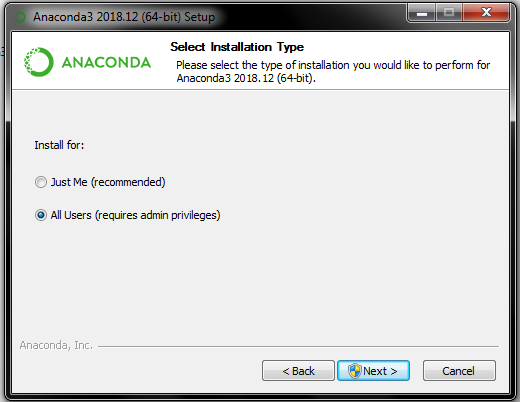 Anaconda3 2018.12 (64-bit) Setup
Select Installation Type
ANACONDA
Please select the type of installation you would like to perform for
Anaconda3 2018.12 (64-bit).
Install for:
Just Me (recommended)
All Users (requires admin privileges)
Anaconda, Inc.
< Back
Next >
Cancel